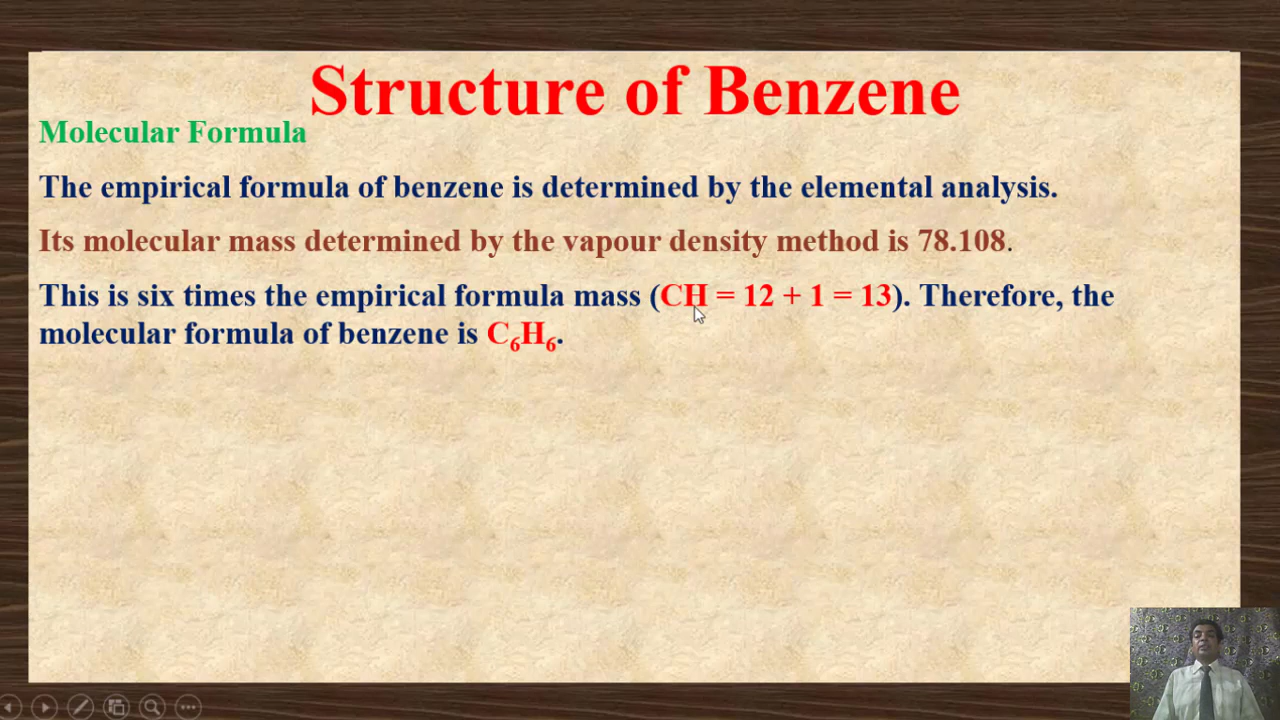 Structure of Benzene
Molecular Formula
The empirical formula of benzene is determined by the elemental analysis.
Its molecular mass determined by the vapour density method is 78.108.
This is six times the empirical formula mass (CH = 12 + 1 = 13). Therefore, the
molecular formula of benzene is C₆H₆.